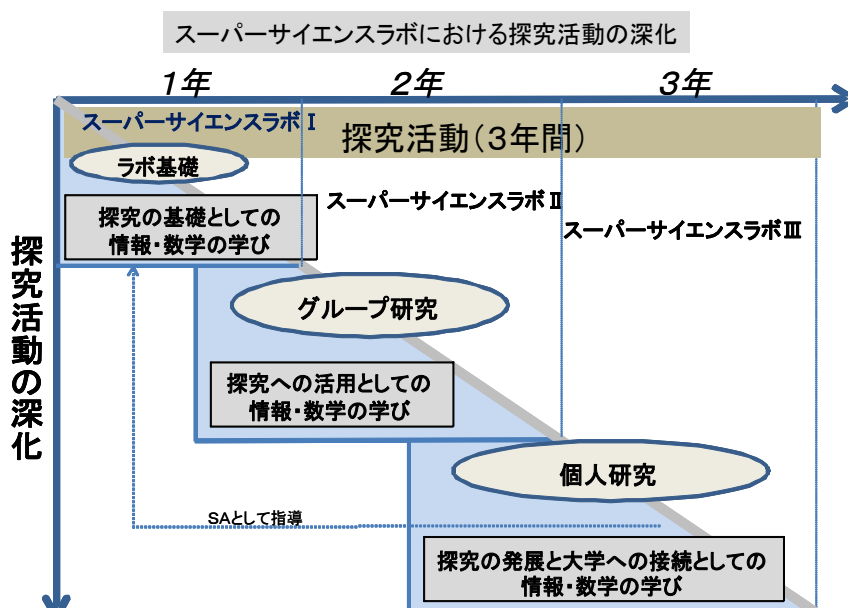 スーパーサイエンスラボにおける探究活動の深化
1年
2年
3年
スーパーサイエンスラボⅠ
探究活動（3年間）
ラボ基礎
スーパーサイエンスラボⅡ
スーパーサイエンスラボⅢ
探究の基礎としての
情報・数学の学び
探究活動の深化
グループ研究
探究への活用としての
情報・数学の学び
個人研究
SAとして指導
探究の発展と大学への接続としての
情報・数学の学び